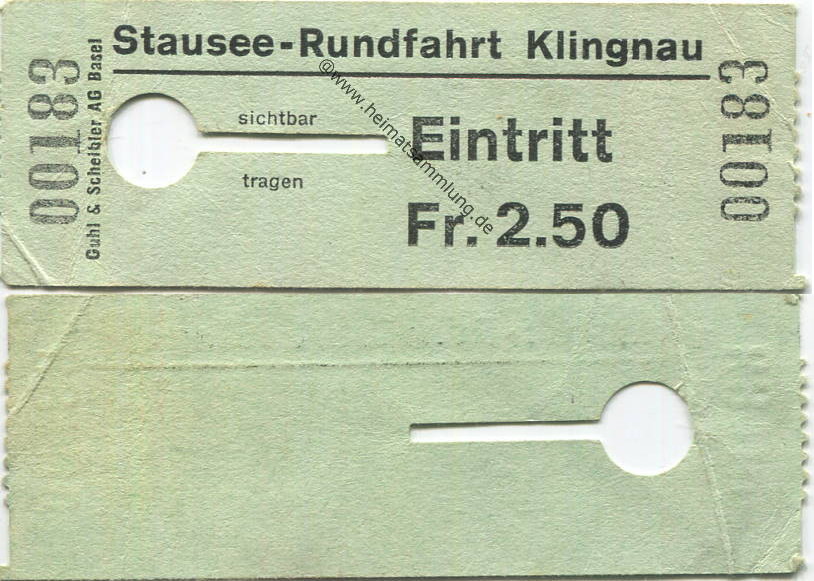 00183
Guhl & Scheibler AG Basel
Stausee-Rundfahrt Klingnau
sichtbar
tragen
Eintritt
Fr. 2.50
00183
@www.heimatsammlung.de